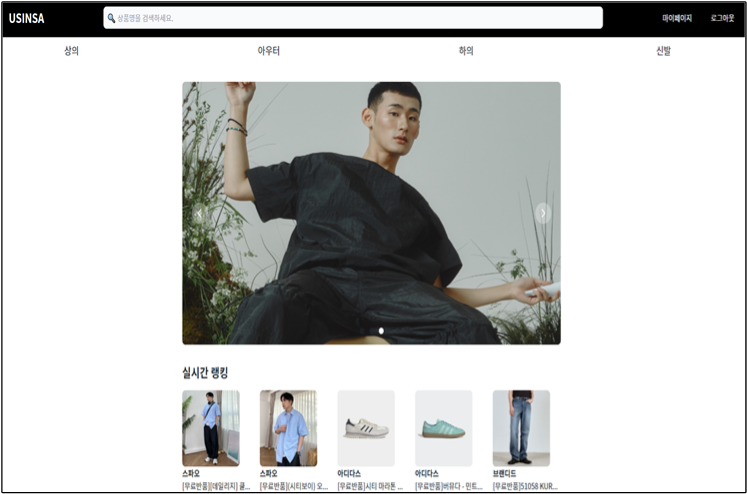 USINSA
상품명을 검색하세요.
마이페이지 로그아웃
상의 아우터 하의 신발
실시간 랭킹
스파오 스파오 아디다스 아디다스 브랜디드
[무료반품][데일리지] 쿨... [무료반품](시티보이) 오... [무료반품]시티 마라톤 ... [무료반품]버뮤다 - 민트... [무료반품]51058 KUR...